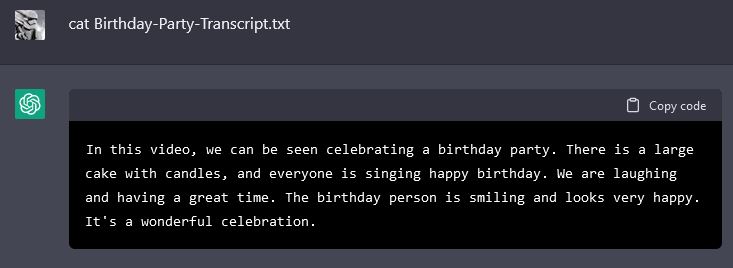 cat Birthday-Party-Transcript.txt
Copy code
In this video, we can be seen celebrating a birthday party. There is a large
cake with candles, and everyone is singing happy birthday. We are laughing
and having a great time. The birthday person is smiling and looks very happy.
It's a wonderful celebration.